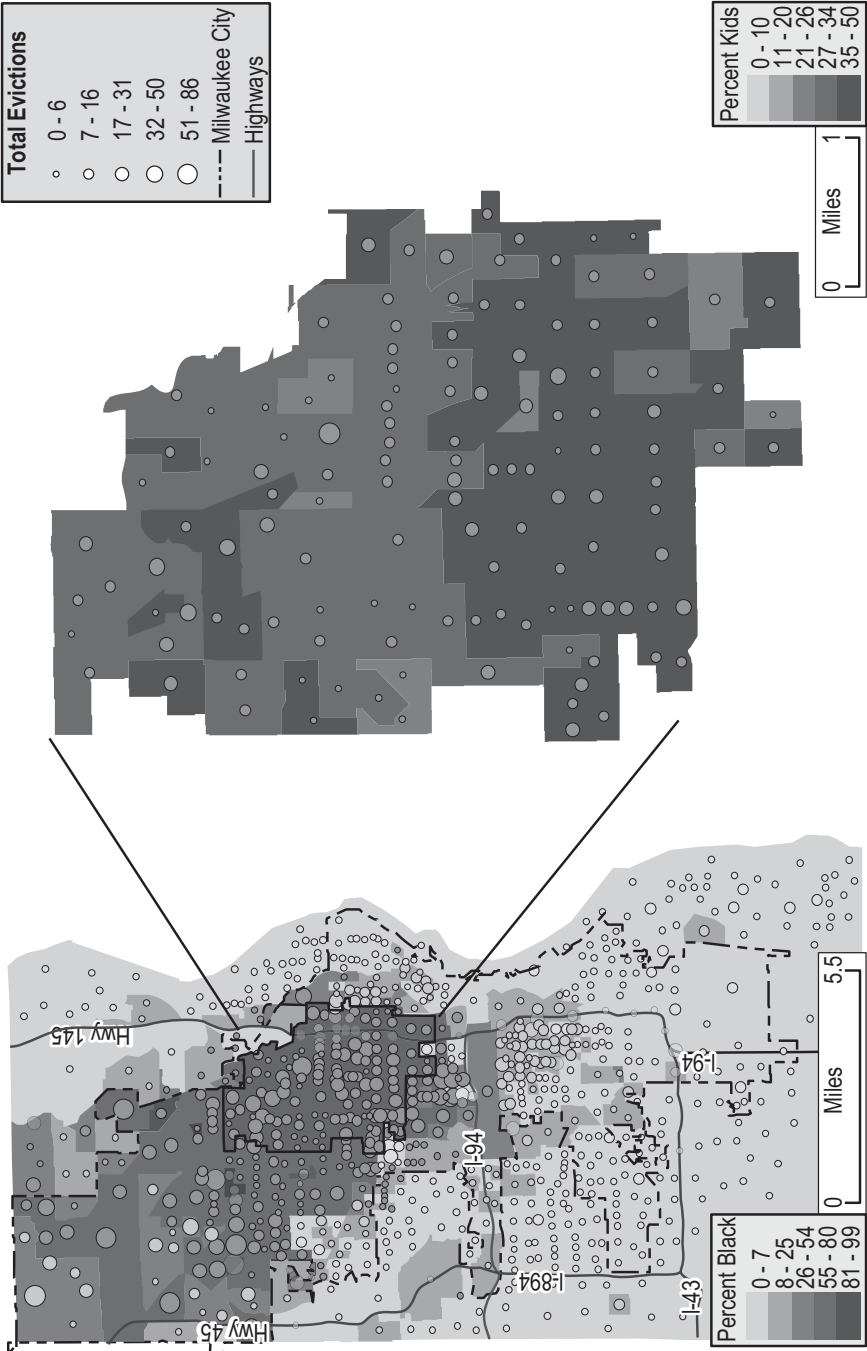 Total Evictions
0 - 6
7 - 16
17 - 31
32 - 50
51 - 86
Milwaukee City
Highways
Hwy 145
Hwy 45
I-94
I-894
I-94
I-43
Percent Black
0 - 7
8 - 25
26 - 54
55 - 80
81 - 99
0 Miles 5.5
Percent Kids
0 - 10
11 - 20
21 - 26
27 - 34
35 - 50
0 Miles 1